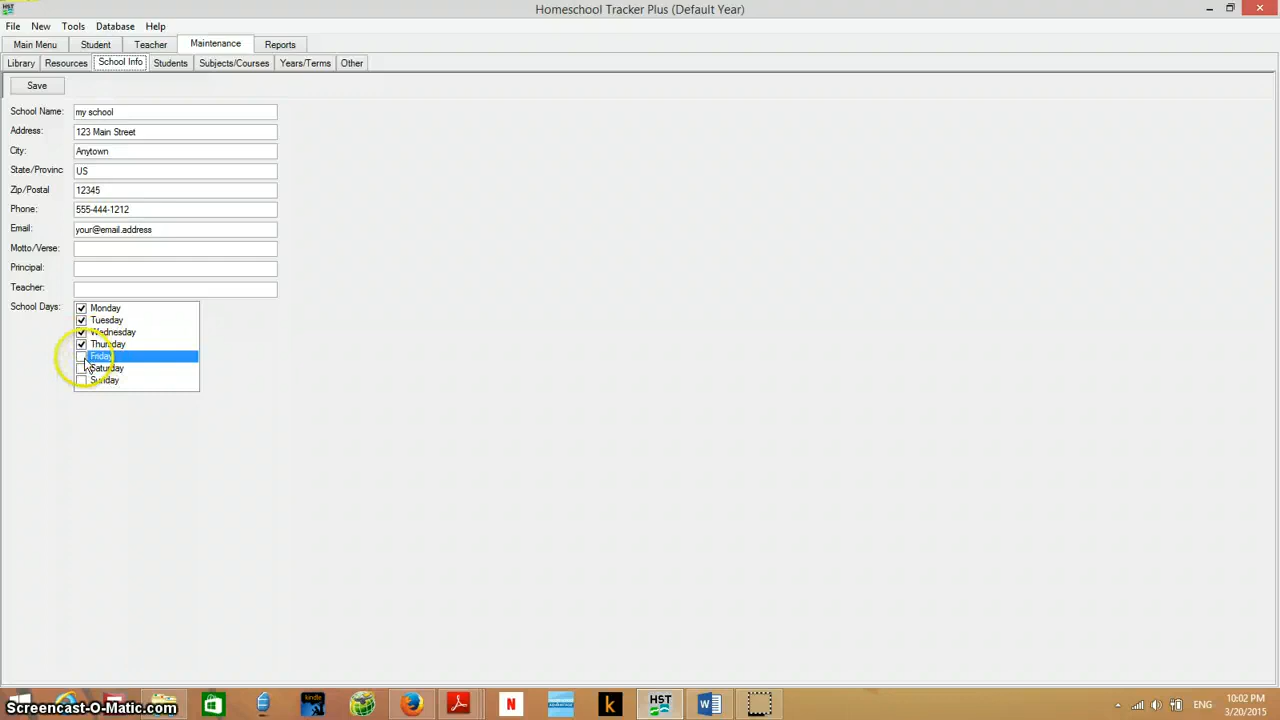 HST
Homeschool Tracker Plus (Default Year)
File New Tools Database Help
Main Menu Student Teacher Maintenance Reports
Library Resources School Info Students Subjects/Courses Years/Terms Other
Save
School Name: my school
Address: 123 Main Street
City: Anytown
State/Provinc US
Zip/Postal 12345
Phone: 555-444-1212
Email: your@email.address
Motto/Verse:
Principal:
Teacher:
School Days: Monday
Tuesday
Wednesday
Thursday
Friday
Saturday
Sunday
kindle N k HST W
ENG
10:02 PM
3/20/2015
Screencast-O-Matic.com